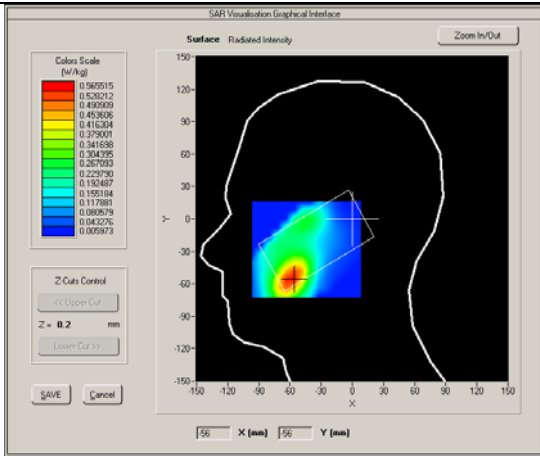 SAR Visualisation Graphical Interface
Surface Radiated Intensity
Zoom In/Out
Colors Scale
(W/kg)
0.565515
0.528212
0.490909
0.453606
0.416304
0.379001
0.341698
0.304395
0.267093
0.229790
0.192487
0.155184
0.117881
0.080579
0.043276
0.005973
Z-Cuts Control
<< Upper Cut
Z = 0.2 mm
Lower Cut >>
SAVE Cancel
150
120
90
60
30
0
-30
-60
-90
-120
-150
Y
-150 -120 -90 -60 -30 0 30 60 90 120 150
X
-56 X (mm) -56 Y (mm)